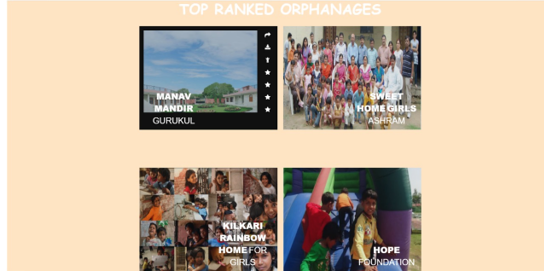 TOP RANKED ORPHANAGES
MANAV
MANDIR
GURUKUL
SWEET
HOME GIRLS
ASHRAM
KILKARI
RAINBOW
HOME FOR
GIRLS
HOPE
FOUNDATION